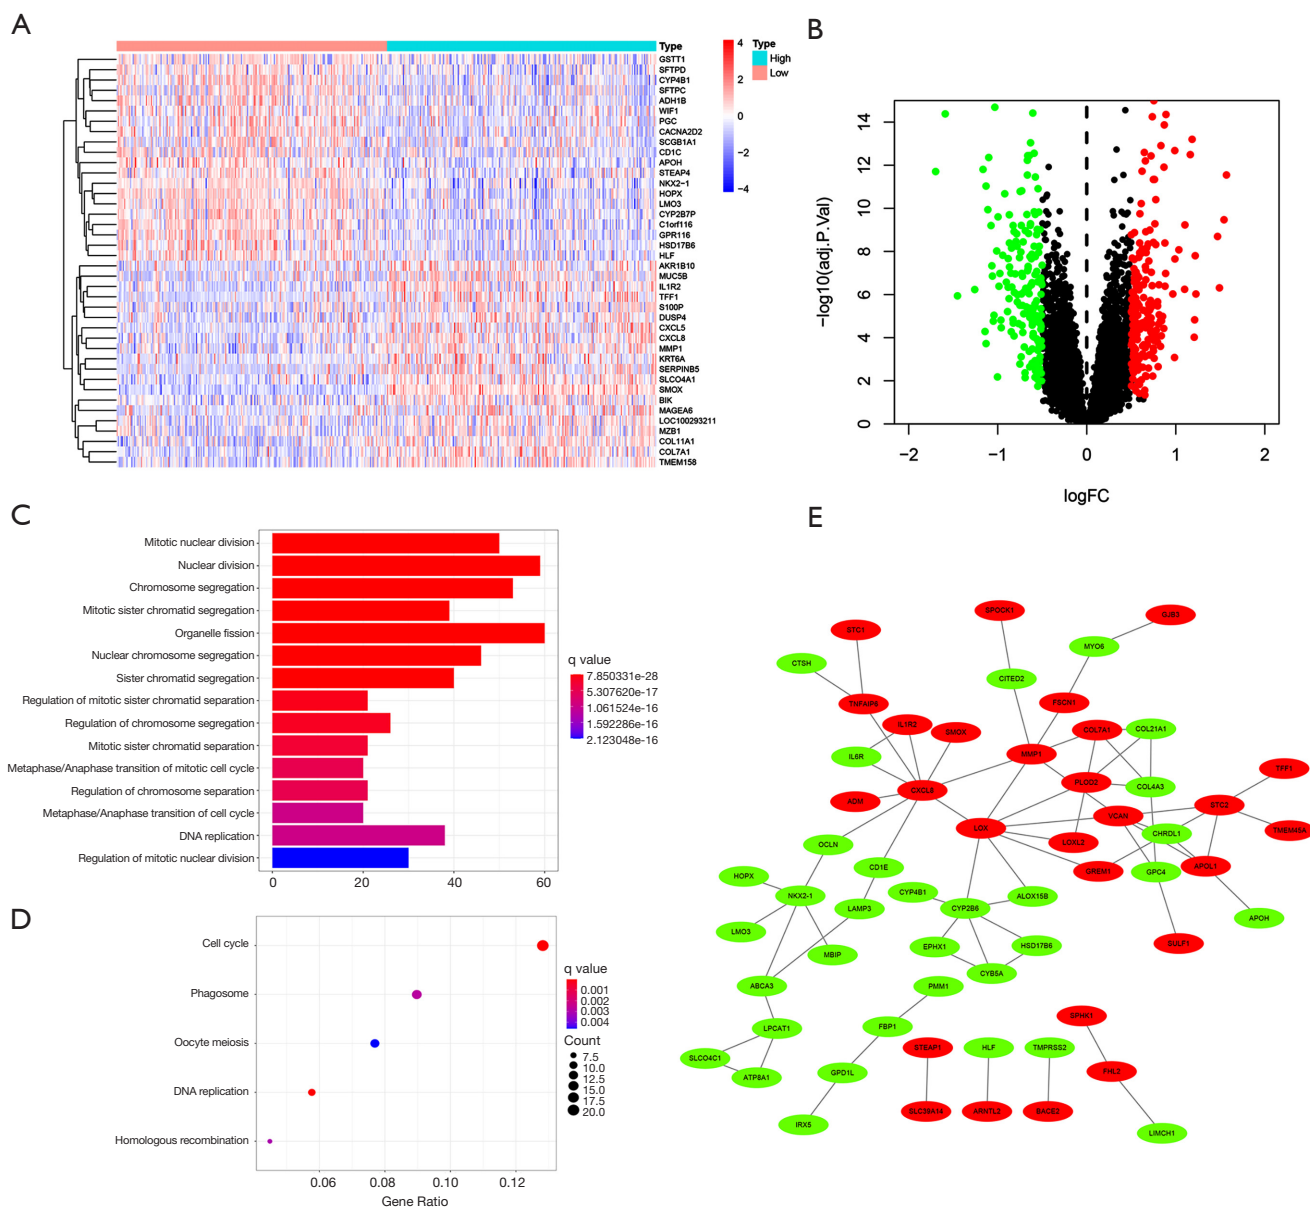 A
Type
GSTT1
SFTPD
CYP4B1
SFTPC
ADH1B
WIF1
PGC
CACNA2D2
SCGB1A1
CD1C
APOH
STEAP4
NKX2-1
HOPX
LMO3
CYP2B7P
C1orf116
GPR116
HSD17B6
HLF
AKR1B10
MUC5B
IL1R2
TFF1
S100P
DUSP4
CXCL5
CXCL8
MMP1
KRT6A
SERPINB5
SLCO4A1
SMOX
BIK
MAGEA6
LOC100293211
MZB1
COL11A1
COL7A1
TMEM158
4
2
0
−2
−4
Type
High
Low
B
14
12
10
8
6
4
2
0
−log10(adj.P.Val)
−2
−1
0
1
2
logFC
C
Mitotic nuclear division
Nuclear division
Chromosome segregation
Mitotic sister chromatid segregation
Organelle fission
Nuclear chromosome segregation
Sister chromatid segregation
Regulation of mitotic sister chromatid separation
Regulation of chromosome segregation
Mitotic sister chromatid separation
Metaphase/Anaphase transition of mitotic cell cycle
Regulation of chromosome separation
Metaphase/Anaphase transition of cell cycle
DNA replication
Regulation of mitotic nuclear division
0
20
40
60
q value
7.850331e-28
5.307620e-17
1.061524e-16
1.592286e-16
2.123048e-16
D
Cell cycle
Phagosome
Oocyte meiosis
DNA replication
Homologous recombination
0.06
0.08
0.10
0.12
Gene Ratio
q value
0.001
0.002
0.003
0.004
Count
7.5
10.0
12.5
15.0
17.5
20.0
E
SPOCK1
GJB3
STC1
MYO6
CTSH
CITED2
TNFAIP6
FSCN1
IL1R2
SMOX
COL7A1
COL21A1
IL6R
MMP1
TFF1
PLOD2
COL4A3
CXCL8
ADM
STC2
VCAN
LOX
TMEM45A
CHRDL1
OCLN
LOXL2
CD1E
GREM1
GPC4
APOL1
HOPX
NKX2-1
CYP4B1
ALOX15B
LAMP3
CYP2B6
APOH
LMO3
MBIP
EPHX1
HSD17B6
SULF1
CYB5A
ABCA3
PMM1
LPCAT1
FBP1
SPHK1
SLCO4C1
STEAP1
HLF
TMPRSS2
ATP8A1
GPD1L
FHL2
SLC39A14
ARNTL2
BACE2
IRX5
LIMCH1